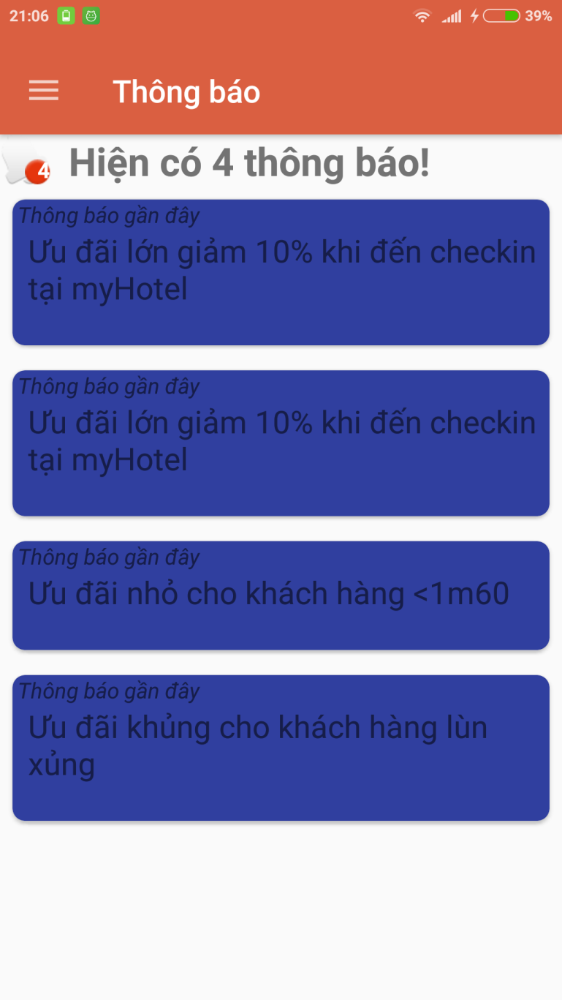 21:06 39%
Thông báo
4 Hiện có 4 thông báo!
Thông báo gần đây
Ưu đãi lớn giảm 10% khi đến checkin
tại myHotel
Thông báo gần đây
Ưu đãi lớn giảm 10% khi đến checkin
tại myHotel
Thông báo gần đây
Ưu đãi nhỏ cho khách hàng <1m60
Thông báo gần đây
Ưu đãi khủng cho khách hàng lùn
xủng